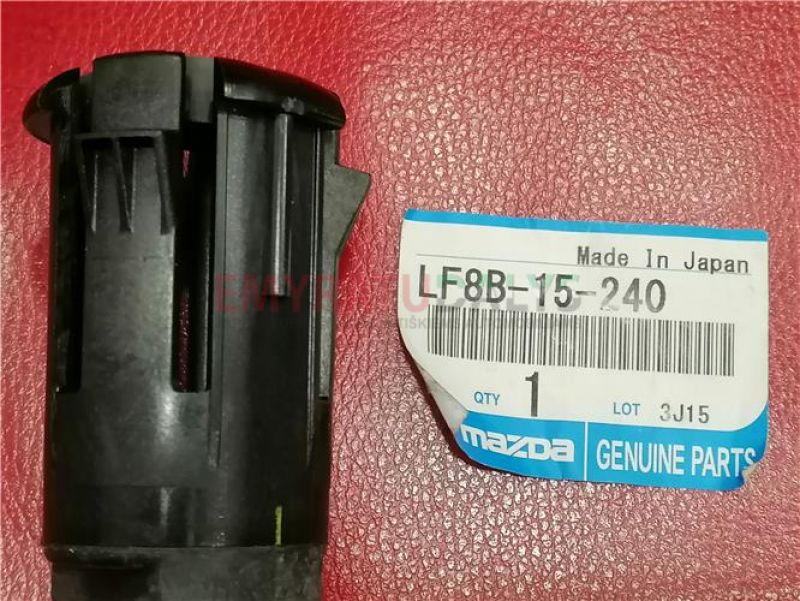 Made In Japan
LF8B-15-240
QTY 1 LOT 3J15
mazda GENUINE PARTS